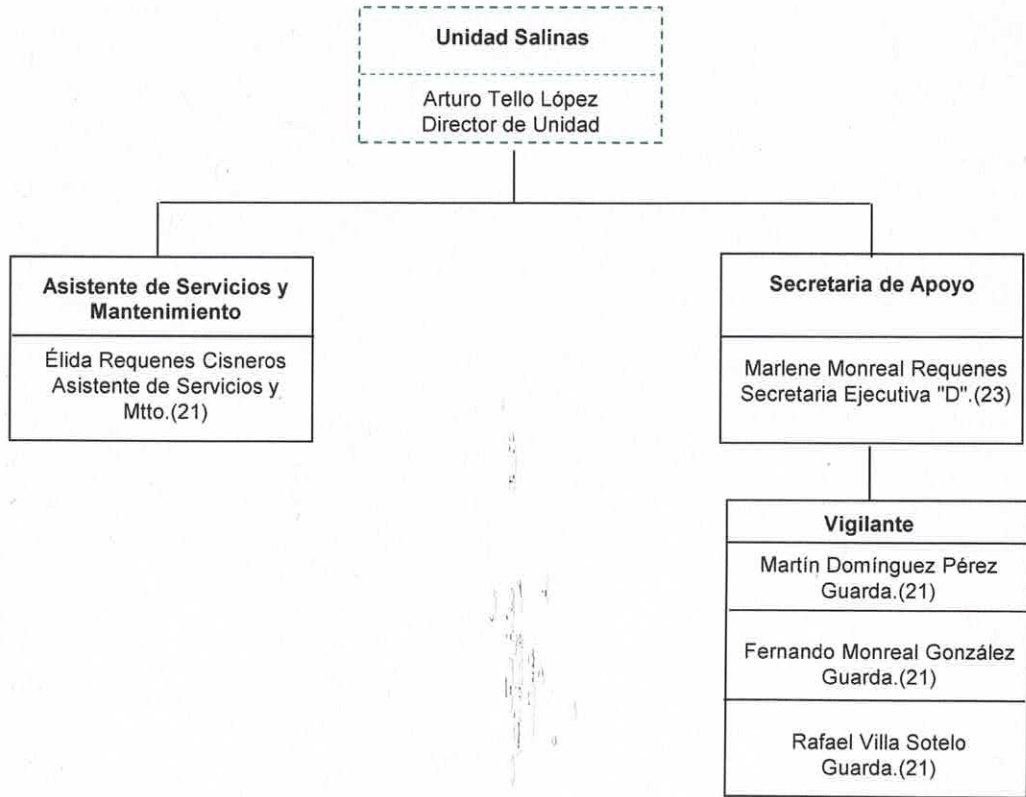 Unidad Salinas
Arturo Tello López
Director de Unidad
Asistente de Servicios y
Mantenimiento
Élida Requenes Cisneros
Asistente de Servicios y
Mtto.(21)
Secretaria de Apoyo
Marlene Monreal Requenes
Secretaria Ejecutiva "D".(23)
Vigilante
Martín Domínguez Pérez
Guarda.(21)
Fernando Monreal González
Guarda.(21)
Rafael Villa Sotelo
Guarda.(21)